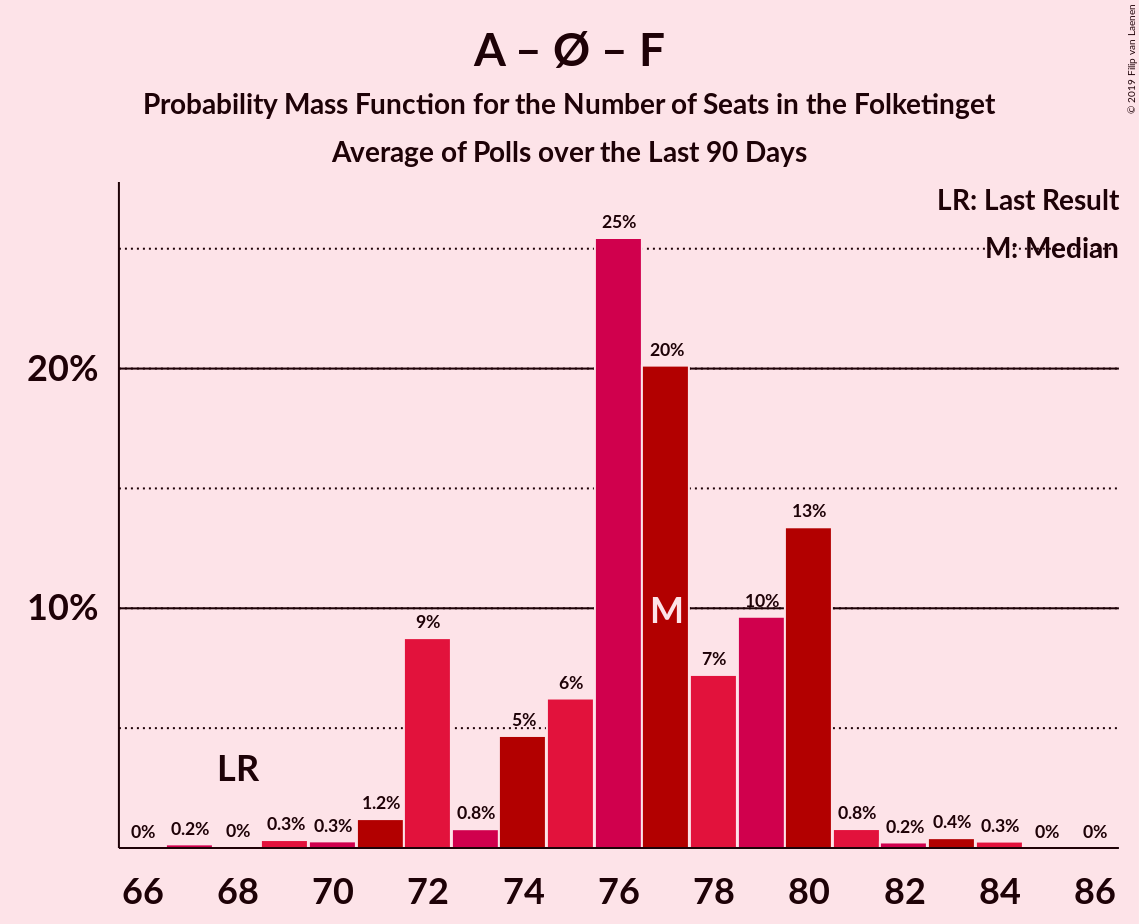 A – Ø – F
Probability Mass Function for the Number of Seats in the Folketinget
Average of Polls over the Last 90 Days
© 2019 Filip van Laenen
LR: Last Result
M: Median
25%
20%
20%
13%
10%
10%
M
9%
7%
6%
5%
LR
0%
0.2%
0%
0.3%
0.3%
1.2%
0.8%
0.8%
0.2%
0.4%
0.3%
0%
0%
66 68 70 72 74 76 78 80 82 84 86